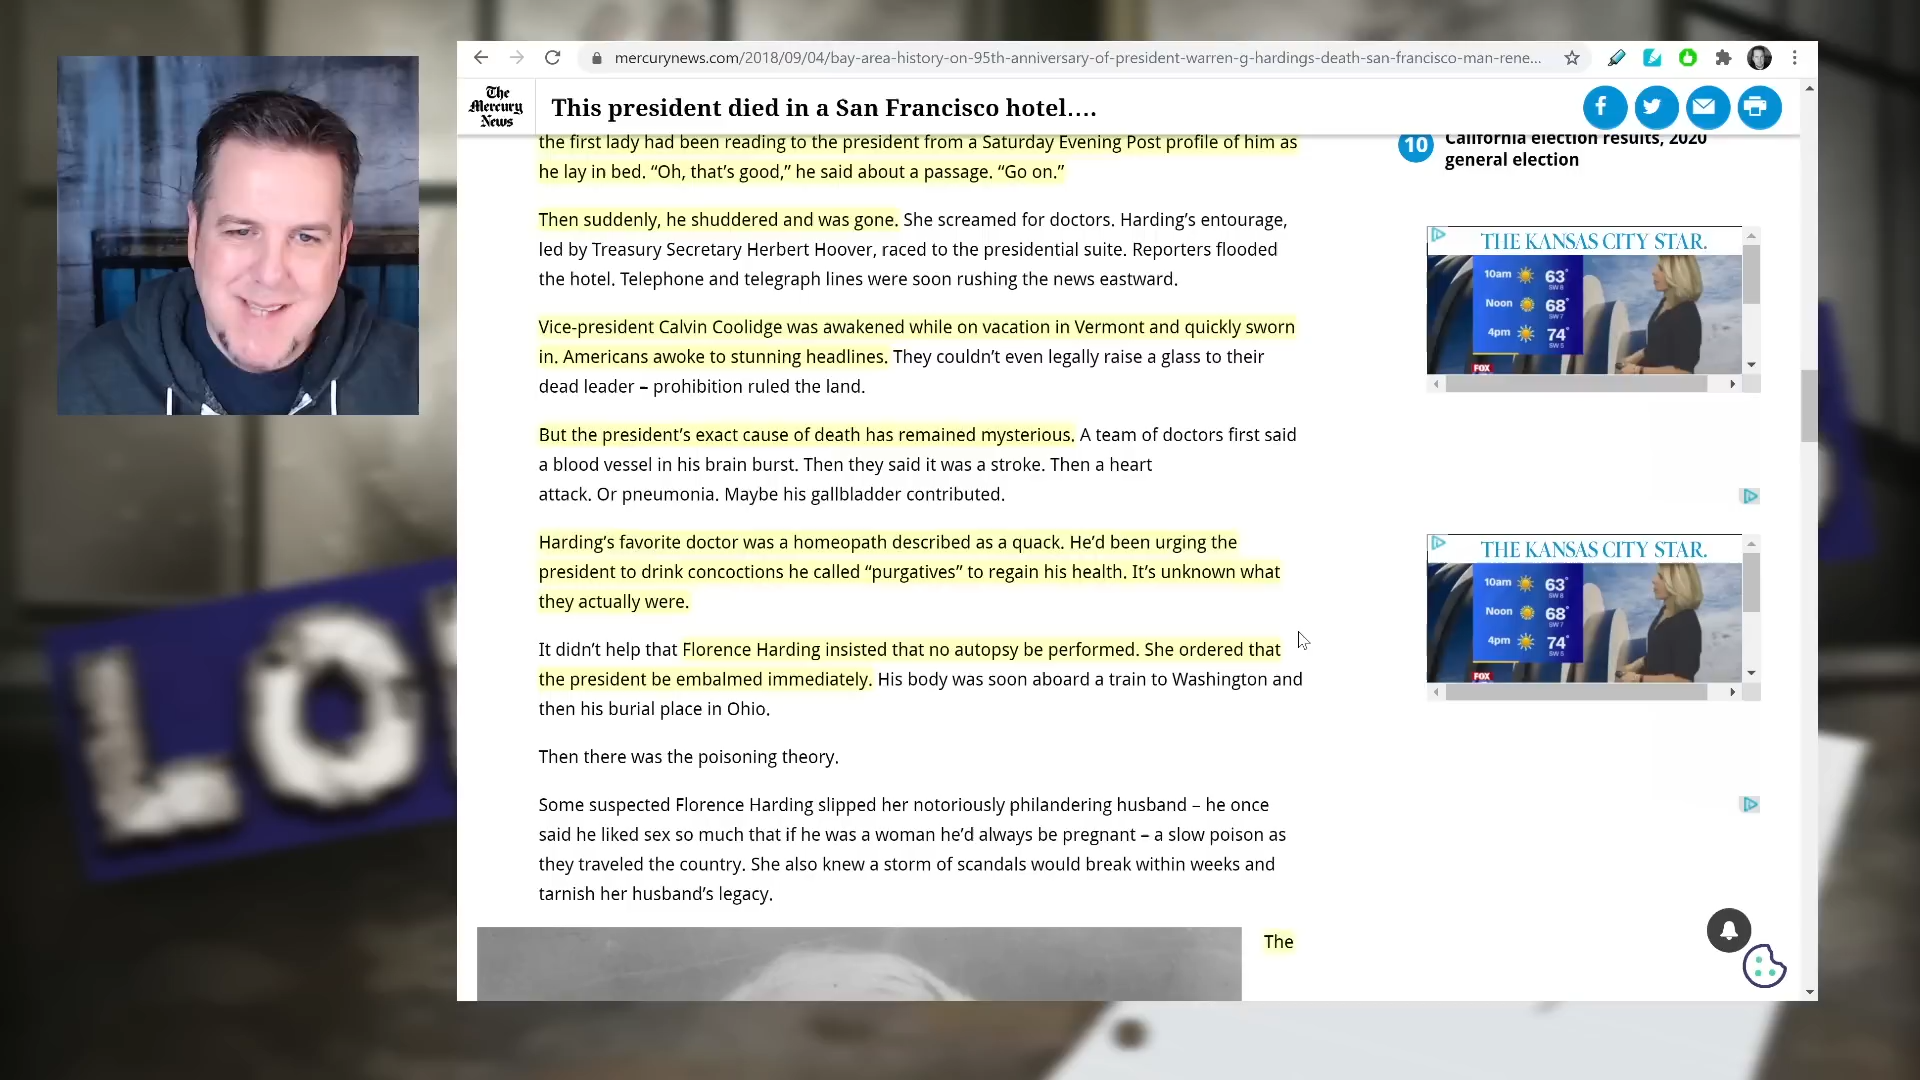 mercurynews.com/2018/09/04/bay-area-history-on-95th-anniversary-of-president-warren-g-hardings-death-san-francisco-man-rene...
The
Mercury
News
This president died in a San Francisco hotel....
the first lady had been reading to the president from a Saturday Evening Post profile of him as
he lay in bed. “Oh, that’s good,” he said about a passage. “Go on.”
Then suddenly, he shuddered and was gone. She screamed for doctors. Harding’s entourage,
led by Treasury Secretary Herbert Hoover, raced to the presidential suite. Reporters flooded
the hotel. Telephone and telegraph lines were soon rushing the news eastward.
Vice-president Calvin Coolidge was awakened while on vacation in Vermont and quickly sworn
in. Americans awoke to stunning headlines. They couldn’t even legally raise a glass to their
dead leader – prohibition ruled the land.
But the president’s exact cause of death has remained mysterious. A team of doctors first said
a blood vessel in his brain burst. Then they said it was a stroke. Then a heart
attack. Or pneumonia. Maybe his gallbladder contributed.
Harding’s favorite doctor was a homeopath described as a quack. He’d been urging the
president to drink concoctions he called “purgatives” to regain his health. It’s unknown what
they actually were.
It didn’t help that Florence Harding insisted that no autopsy be performed. She ordered that
the president be embalmed immediately. His body was soon aboard a train to Washington and
then his burial place in Ohio.
Then there was the poisoning theory.
Some suspected Florence Harding slipped her notoriously philandering husband – he once
said he liked sex so much that if he was a woman he’d always be pregnant – a slow poison as
they traveled the country. She also knew a storm of scandals would break within weeks and
tarnish her husband’s legacy.
The
10
California election results, 2020
general election
THE KANSAS CITY STAR.
10am 63°
SW 8
Noon 68°
SW 7
4pm 74°
SW 5
FOX
THE KANSAS CITY STAR.
10am 63°
SW 8
Noon 68°
SW 7
4pm 74°
SW 5
FOX
LO